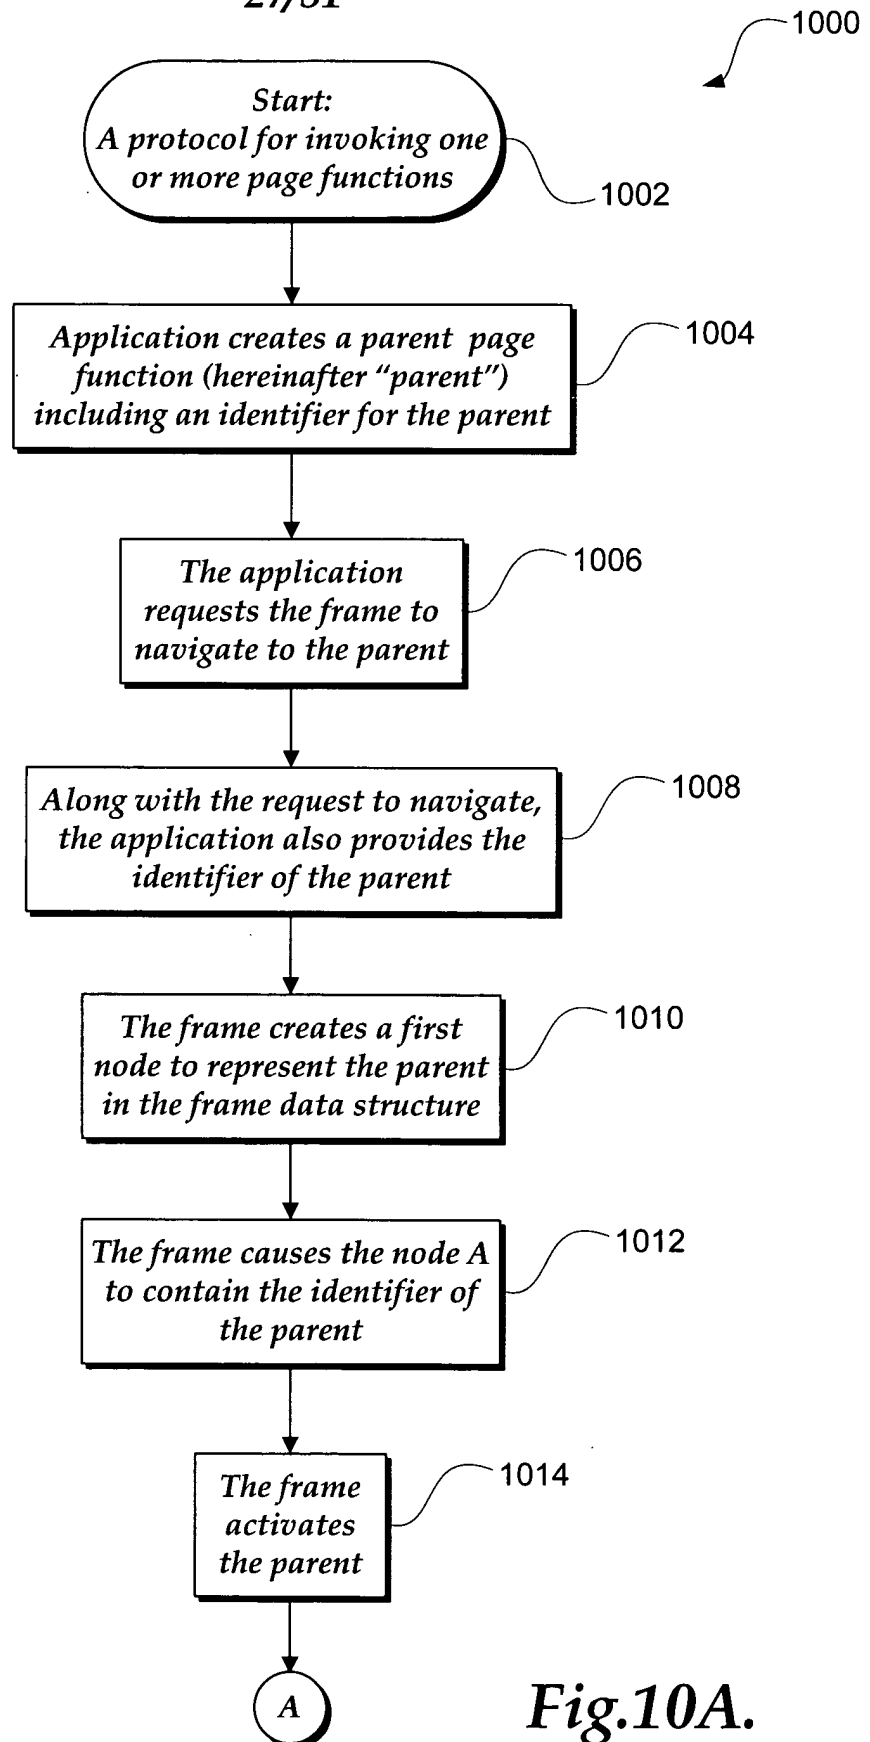 27/31
1000
Start:
A protocol for invoking one
or more page functions
1002
Application creates a parent page
function (hereinafter “parent”)
including an identifier for the parent
1004
The application
requests the frame to
navigate to the parent
1006
Along with the request to navigate,
the application also provides the
identifier of the parent
1008
The frame creates a first
node to represent the parent
in the frame data structure
1010
The frame causes the node A
to contain the identifier of
the parent
1012
The frame
activates
the parent
1014
A
Fig.10A.